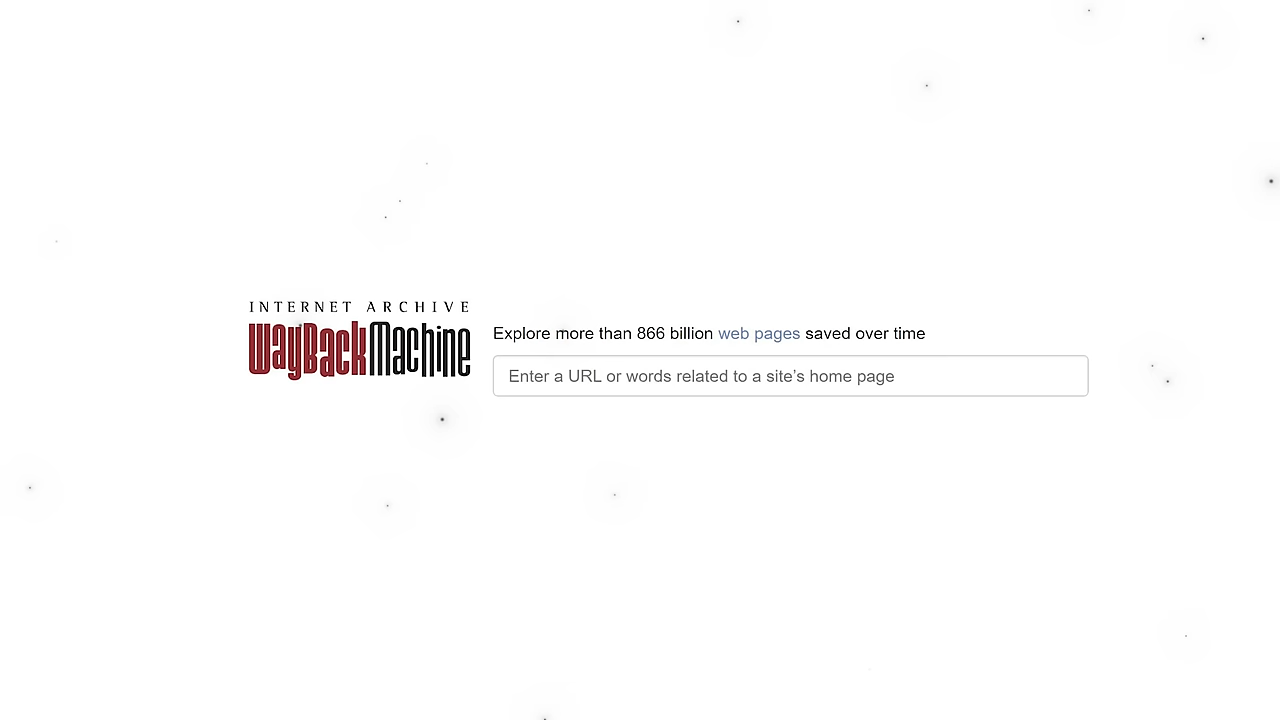 INTERNET ARCHIVE
WayBackMachine
Explore more than 866 billion web pages saved over time
Enter a URL or words related to a site’s home page